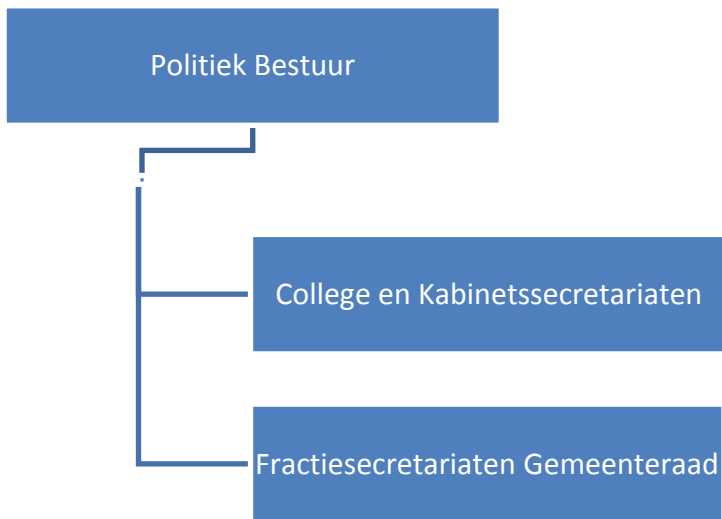 Politiek Bestuur
College en Kabinetssecretariaten
Fractiesecretariaten Gemeenteraad